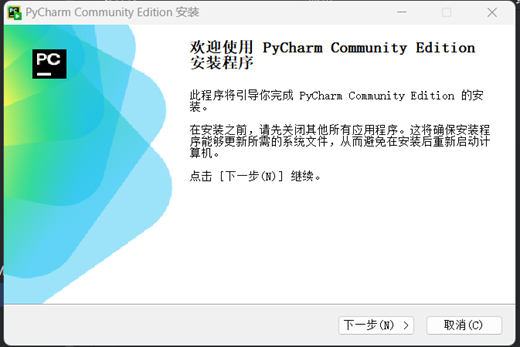 PyCharm Community Edition 安装
PC
欢迎使用 PyCharm Community Edition
安装程序
此程序将引导你完成 PyCharm Community Edition 的安
装。
在安装之前，请先关闭其他所有应用程序。这将确保安装程
序能够更新所需的系统文件，从而避免在安装后重新启动计
算机。
点击 [下一步(N)] 继续。
下一步(N) >
取消(C)